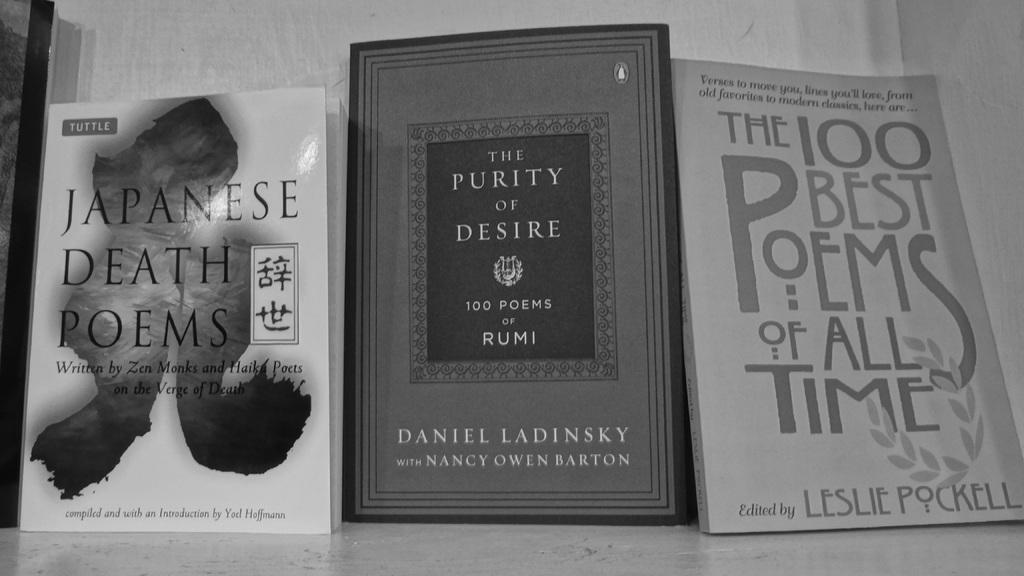 TUTTLE
JAPANESE
DEATH
POEMS
辞世
Written by Zen Monks and Haiku Poets
on the Verge of Death
compiled and with an Introduction by Yoel Hoffmann
THE
PURITY
OF
DESIRE
100 POEMS
OF
RUMI
DANIEL LADINSKY
WITH NANCY OWEN BARTON
Verses to move you, lines you'll love, from
old favorites to modern classics, here are...
THE 100
BEST
POEMS
OF ALL
TIME
Edited by LESLIE POCKELL